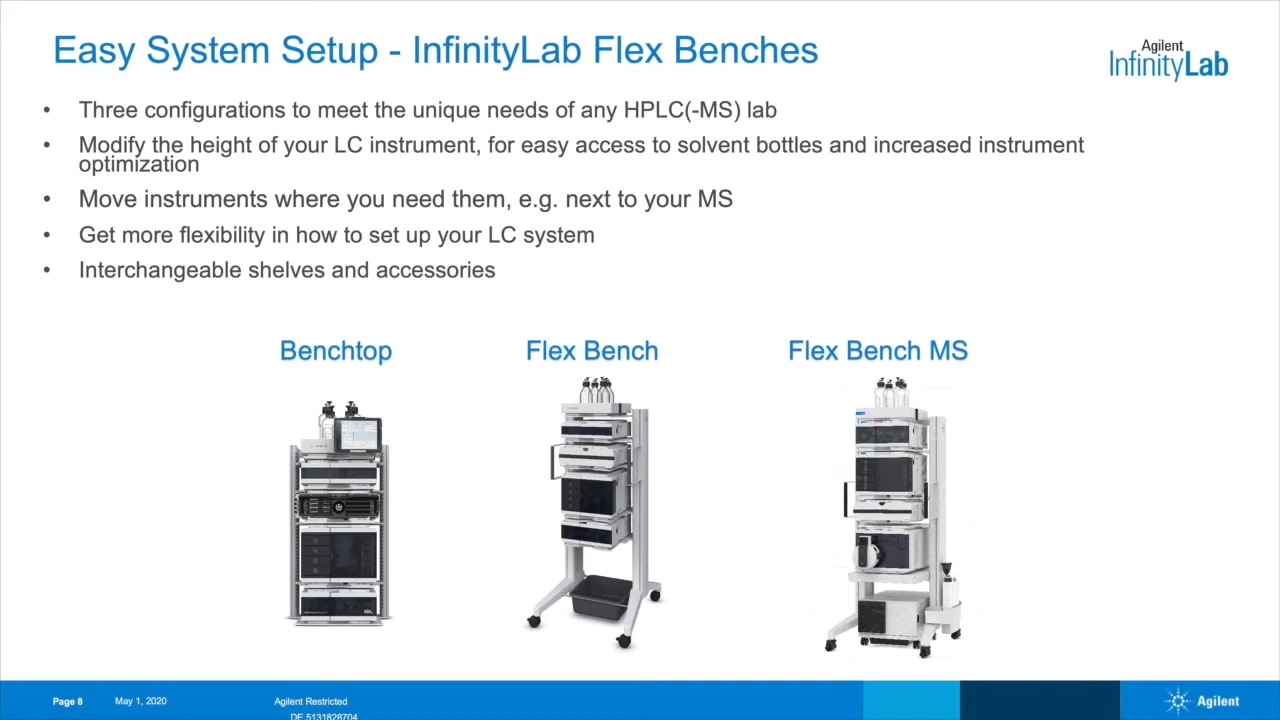 Easy System Setup - InfinityLab Flex Benches
Agilent
InfinityLab
• Three configurations to meet the unique needs of any HPLC(-MS) lab
• Modify the height of your LC instrument, for easy access to solvent bottles and increased instrument
optimization
• Move instruments where you need them, e.g. next to your MS
• Get more flexibility in how to set up your LC system
• Interchangeable shelves and accessories
Benchtop
Flex Bench
Flex Bench MS
Page 8
May 1, 2020
Agilent Restricted
DE 5131828704
Agilent